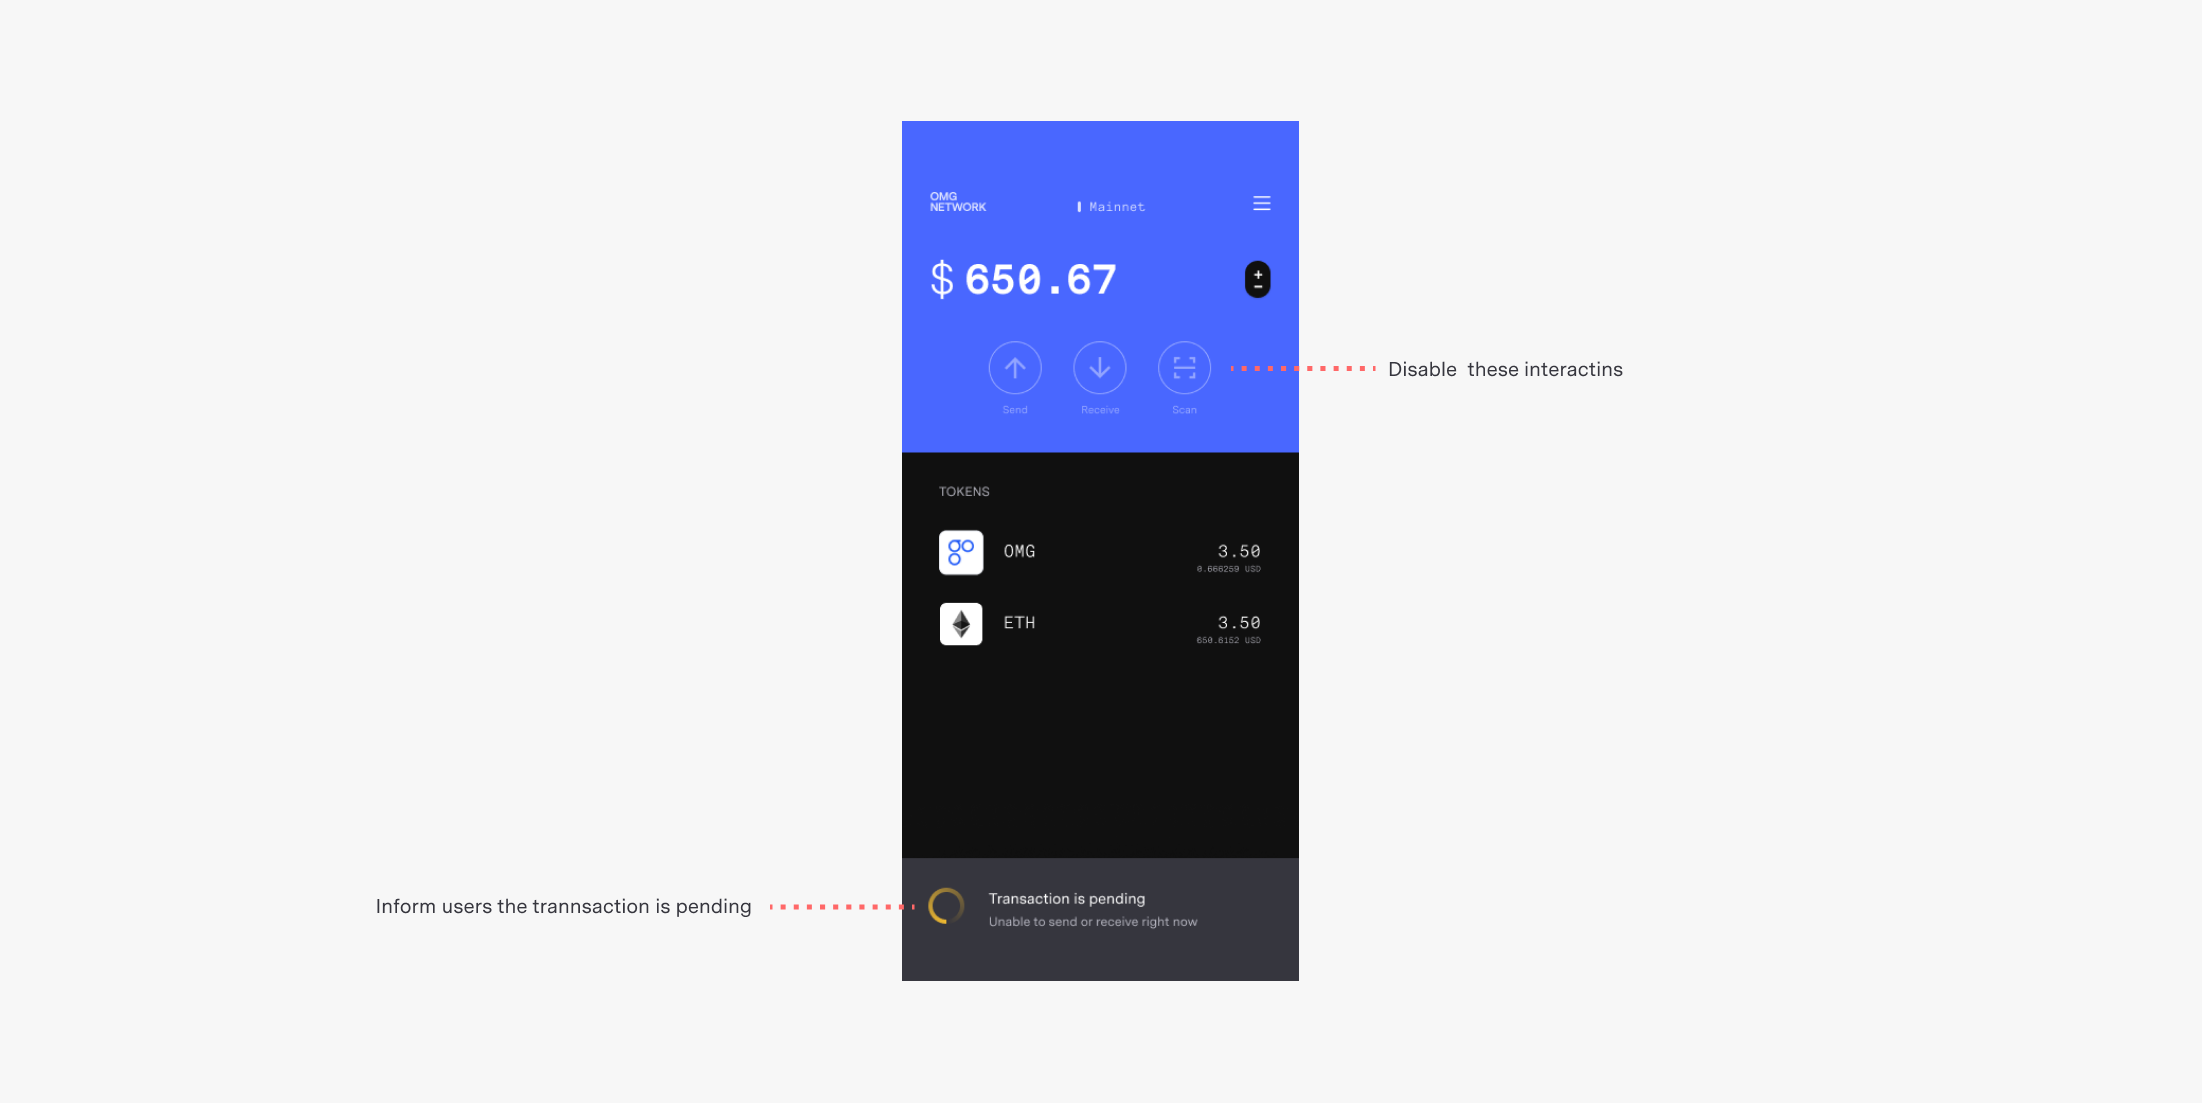 OMG
NETWORK
Mainnet
$ 650.67
+
−
Send
Receive
Scan
Disable  these interactins
TOKENS
OMG
3.50
0.666259 USD
ETH
3.50
650.6152 USD
Inform users the trannsaction is pending
Transaction is pending
Unable to send or receive right now